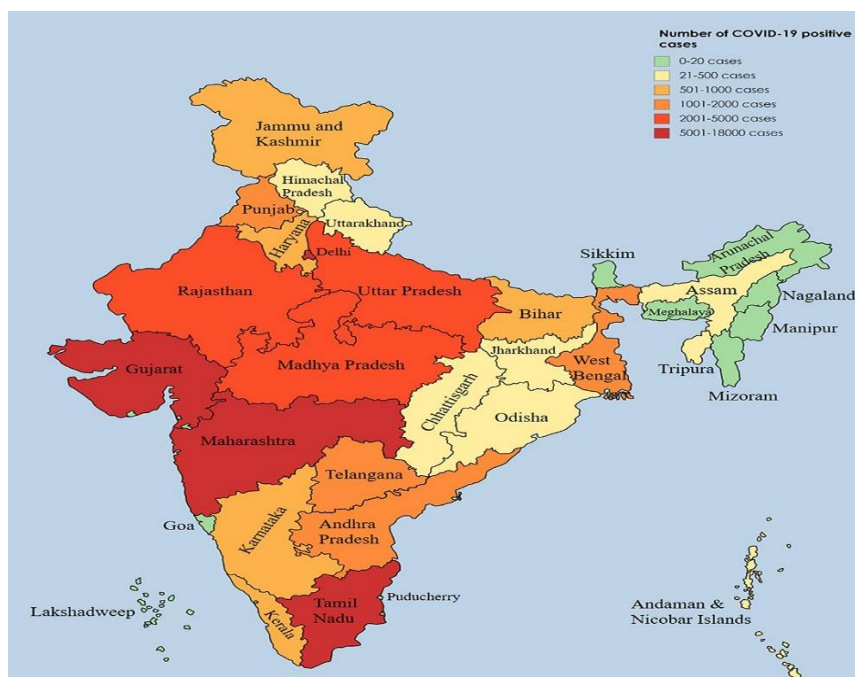 Number of COVID-19 positive
cases
0-20 cases
21-500 cases
501-1000 cases
1001-2000 cases
2001-5000 cases
5001-18000 cases
Jammu and
Kashmir
Himachal
Pradesh
Punjab
Uttarakhand
Haryana
Delhi
Sikkim
Arunachal
Pradesh
Rajasthan
Uttar Pradesh
Assam
Nagaland
Bihar
Meghalaya
Manipur
Gujarat
Madhya Pradesh
Jharkhand
West
Bengal
Tripura
Mizoram
Chhattisgarh
Odisha
Maharashtra
Telangana
Goa
Karnataka
Andhra
Pradesh
Lakshadweep
Kerala
Tamil
Nadu
Puducherry
Andaman &
Nicobar Islands